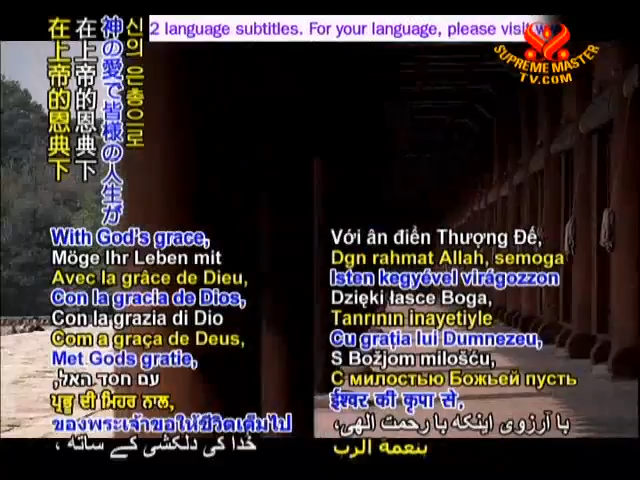 2 language subtitles. For your language, please visit w
SUPREME MASTER
TV.COM
신의 은총으로
神の愛で皆様の人生が
在上帝的恩典下
在上帝的恩典下
With God's grace,
Möge Ihr Leben mit
Avec la grâce de Dieu,
Con la gracia de Dios,
Con la grazia di Dio
Com a graça de Deus,
Met Gods gratie,
עם חסד האל,
ਪ੍ਰਭੂ ਦੀ ਮਿਹਰ ਨਾਲ,
ของพระเจ้าขอให้ชีวิตเต็มไป
خدا کی دلکشی کے ساتھ ،
Với ân điển Thượng Đế,
Dgn rahmat Allah, semoga
Isten kegyével virágozzon
Dzięki łasce Boga,
Tanrının inayetiyle
Cu grația lui Dumnezeu,
S Božjom milošću,
С милостью Божьей пусть
ईश्वर की कृपा से,
با آرزوی اینکه با رحمت الهی،
بنعمة الرب